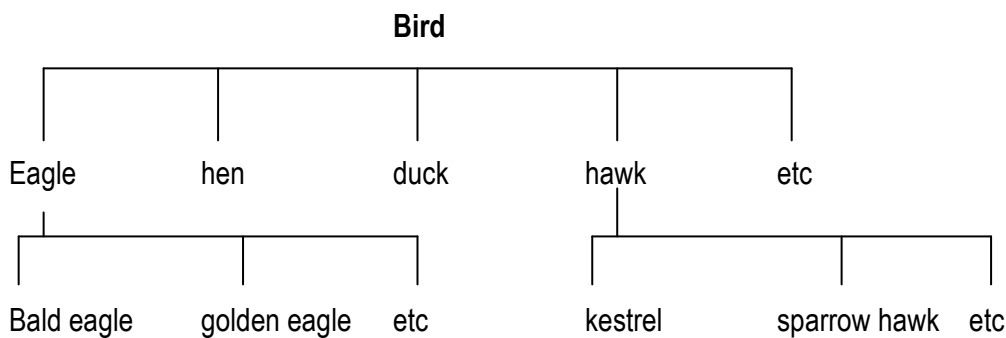 Bird
Eagle hen duck hawk etc
Bald eagle golden eagle etc kestrel sparrow hawk etc